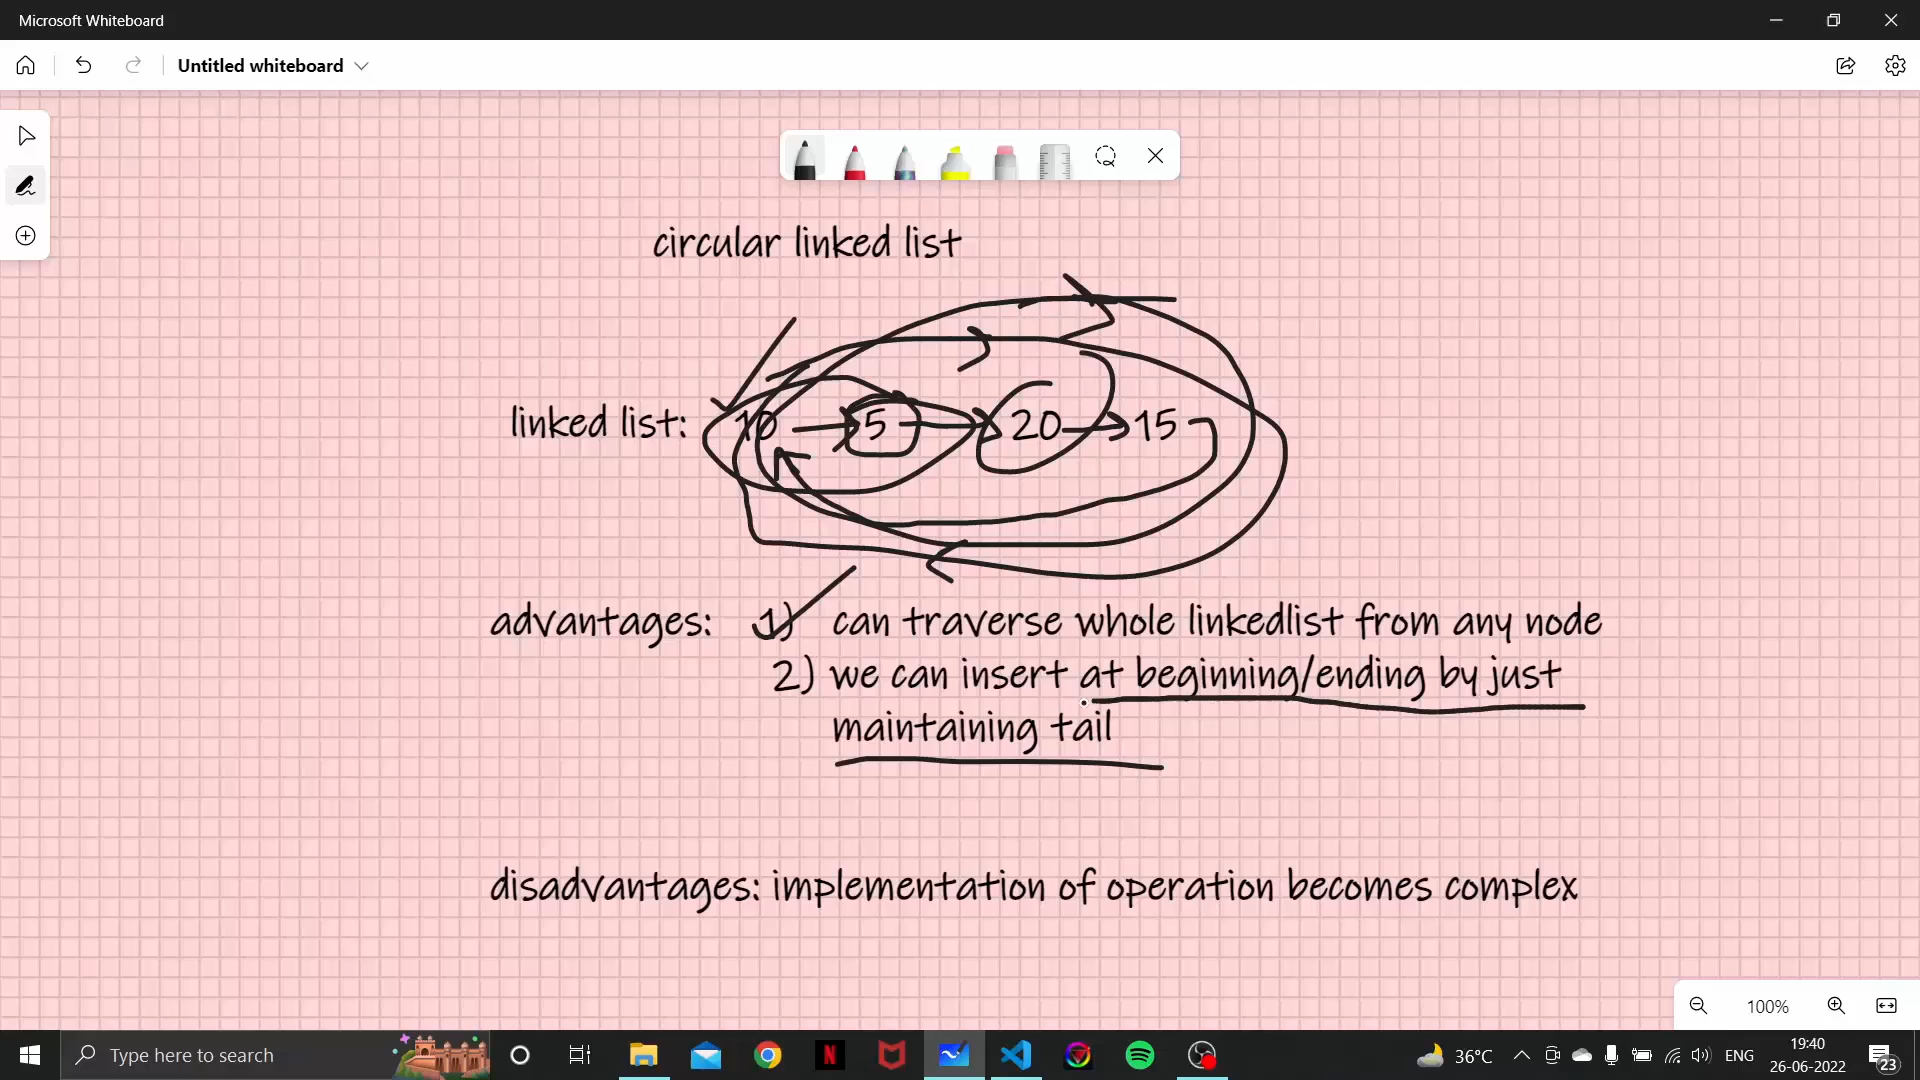 Microsoft Whiteboard
Untitled whiteboard
circular linked list
linked list: 10 5 20 15
advantages: 1) can traverse whole linkedlist from any node
2) we can insert at beginning/ending by just
maintaining tail
disadvantages: implementation of operation becomes complex
100%
Type here to search
N
36°C
ENG
19:40
26-06-2022
23